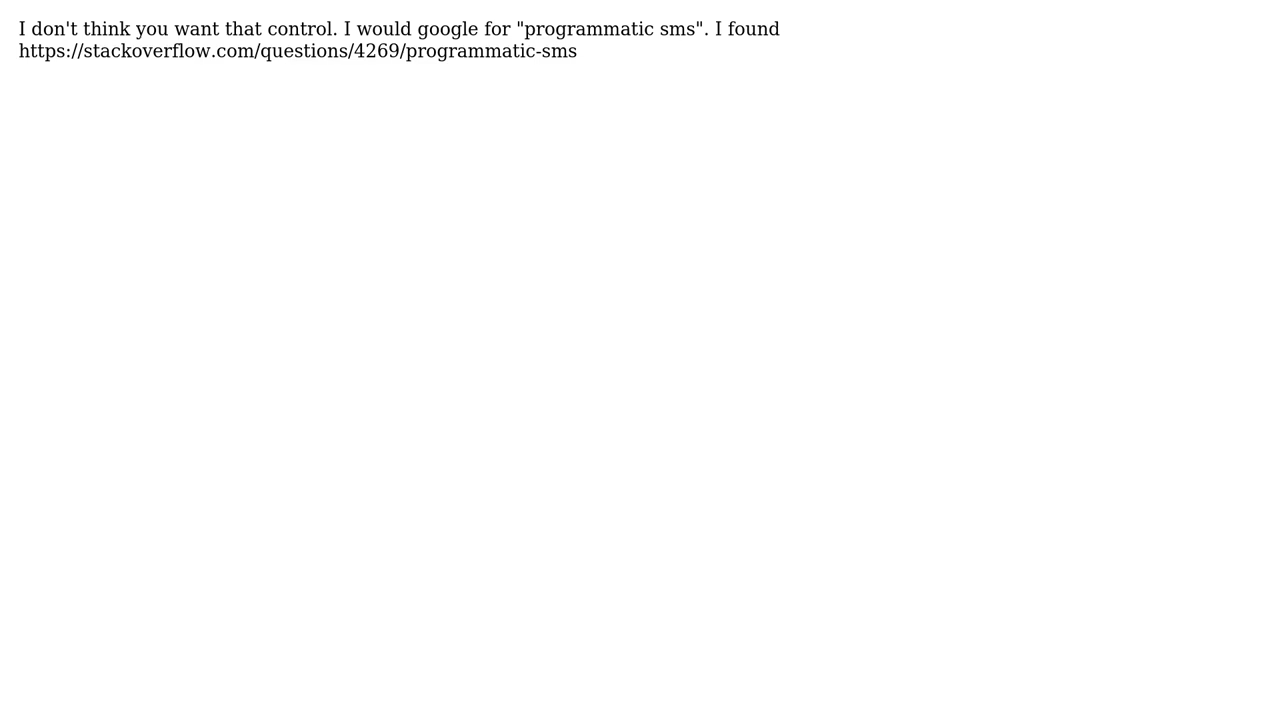 I don't think you want that control. I would google for "programmatic sms". I found
https://stackoverflow.com/questions/4269/programmatic-sms